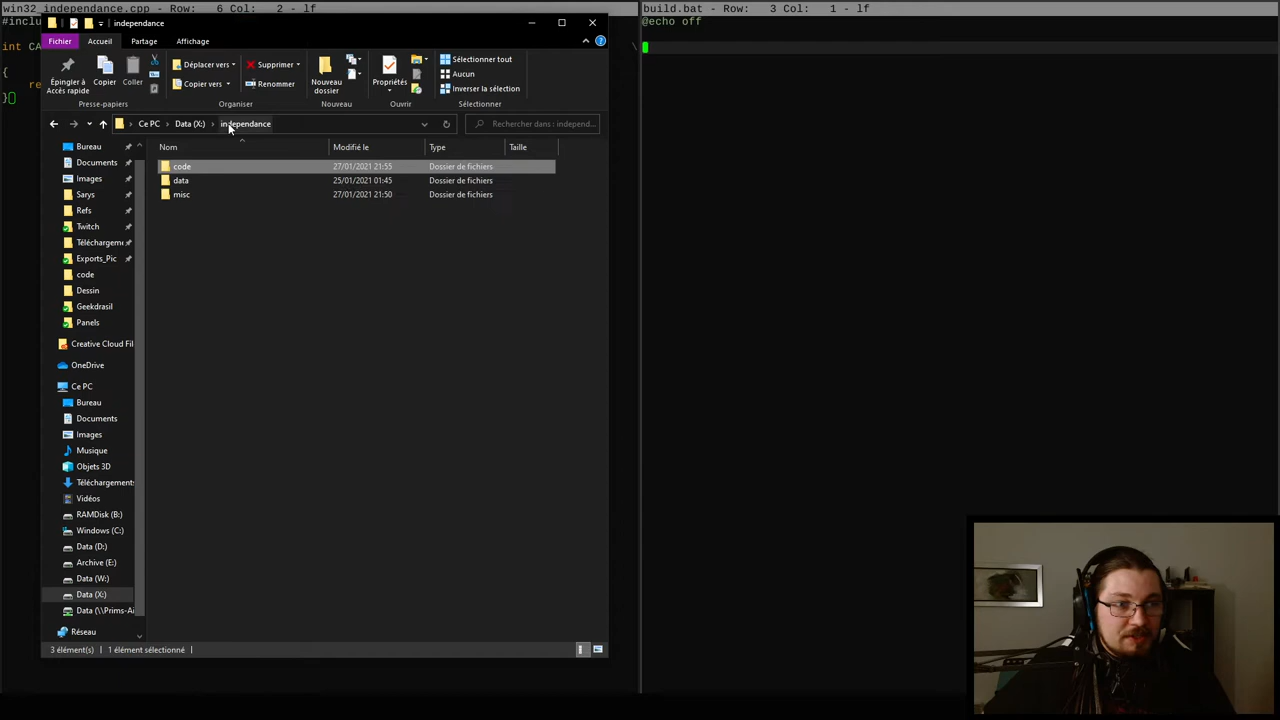 win32_independance.cpp - Row: 6 Col: 2 - lf
build.bat - Row: 3 Col: 1 - lf
#inclu
@echo off
int CA
\
{
re
}
independance
Fichier
Accueil
Partage
Affichage
Épingler à Accès rapide
Copier
Coller
Presse-papiers
Déplacer vers
Copier vers
Supprimer
Renommer
Organiser
Nouveau dossier
Nouveau
Propriétés
Ouvrir
Sélectionner tout
Aucun
Inverser la sélection
Sélectionner
Ce PC
Data (X:)
independance
Rechercher dans : independ...
Nom
Modifié le
Type
Taille
code 27/01/2021 21:55 Dossier de fichiers
data 25/01/2021 01:45 Dossier de fichiers
misc 27/01/2021 21:50 Dossier de fichiers
Bureau
Documents
Images
Sarys
Refs
Twitch
Téléchargeme
Exports_Pic
code
Dessin
Geekdrasil
Panels
Creative Cloud Fil
OneDrive
Ce PC
Bureau
Documents
Images
Musique
Objets 3D
Téléchargements
Vidéos
RAMDisk (B:)
Windows (C:)
Data (D:)
Archive (E:)
Data (W:)
Data (X:)
Data (\\Prims-Ai
Réseau
3 élément(s)
1 élément sélectionné